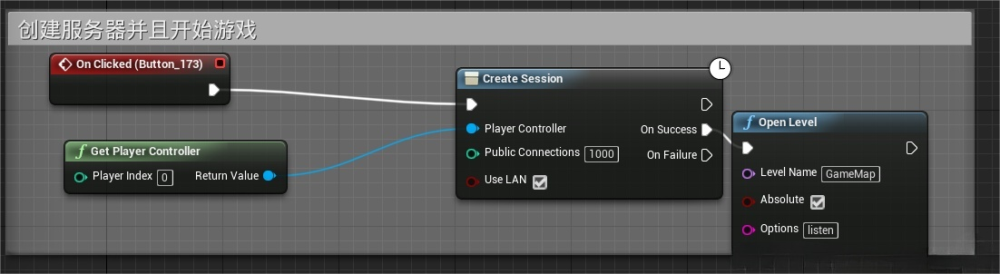 创建服务器并且开始游戏
On Clicked (Button_173)
Create Session
Player Controller
On Success
Public Connections 1000
On Failure
Use LAN
f Get Player Controller
Player Index 0
Return Value
f Open Level
Level Name GameMap
Absolute
Options listen